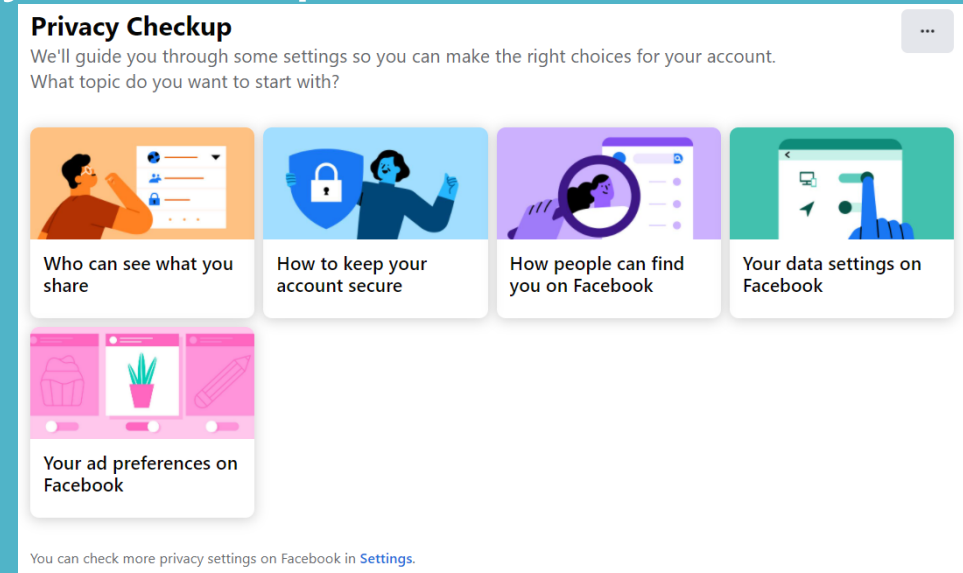 Privacy Checkup
We'll guide you through some settings so you can make the right choices for your account.
What topic do you want to start with?
Who can see what you
share
How to keep your
account secure
How people can find
you on Facebook
Your data settings on
Facebook
Your ad preferences on
Facebook
You can check more privacy settings on Facebook in Settings.